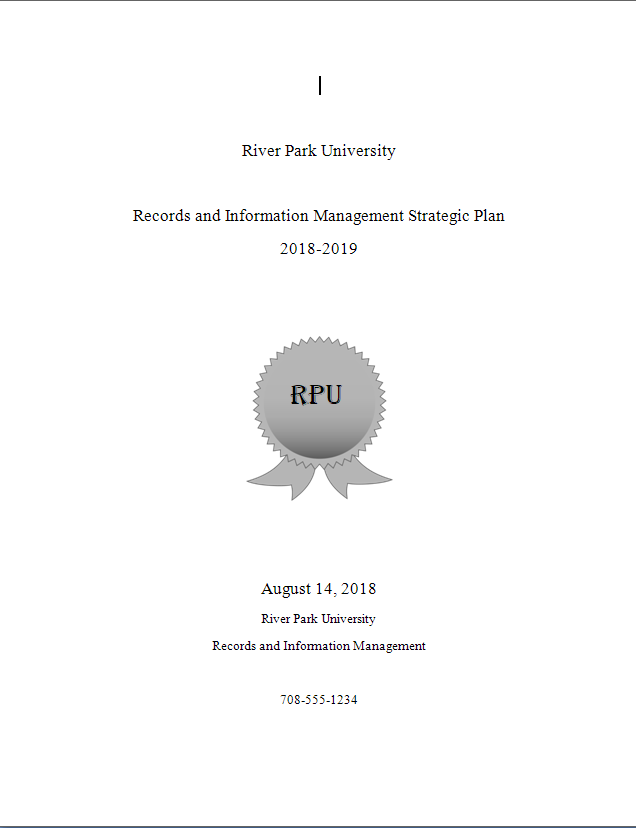 River Park University
Records and Information Management Strategic Plan
2018-2019
RPU
August 14, 2018
River Park University
Records and Information Management
708-555-1234